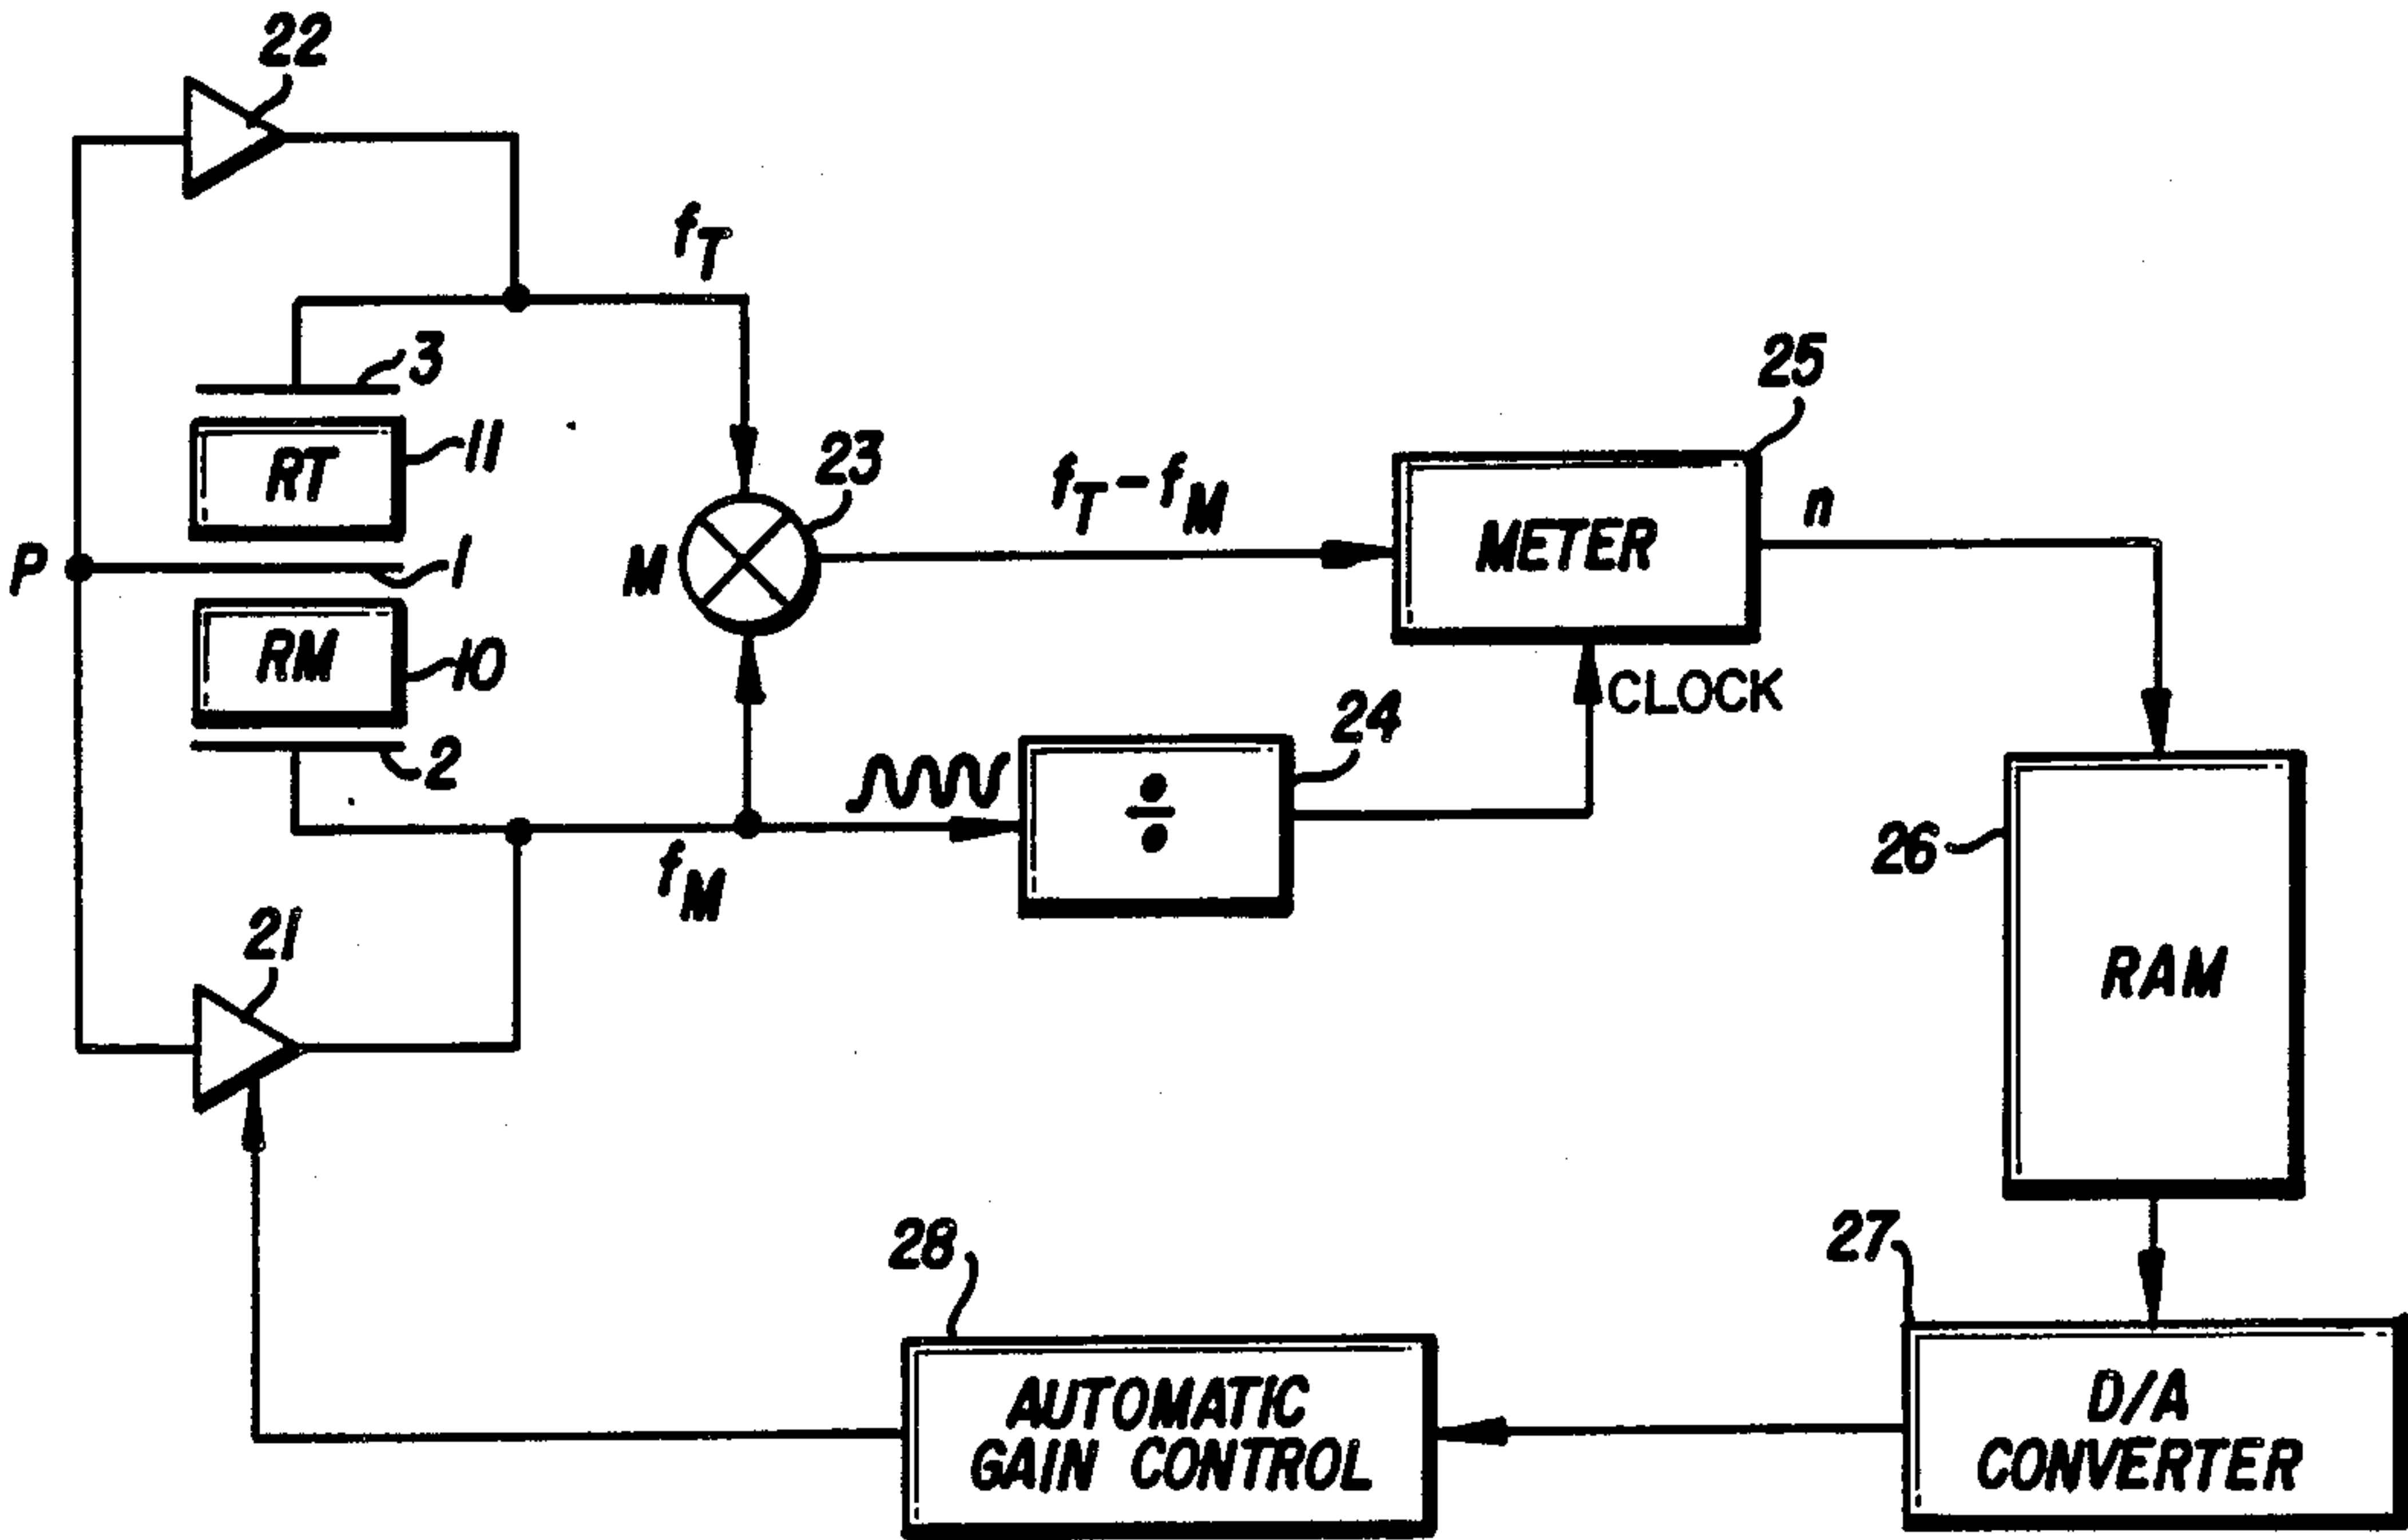 22
fT
3
25
RT
11
23
fT-fM
METER
n
P
1
M
RM
10
CLOCK
24
2
÷
26
fM
21
RAM
28
27
AUTOMATIC
GAIN CONTROL
D/A
CONVERTER